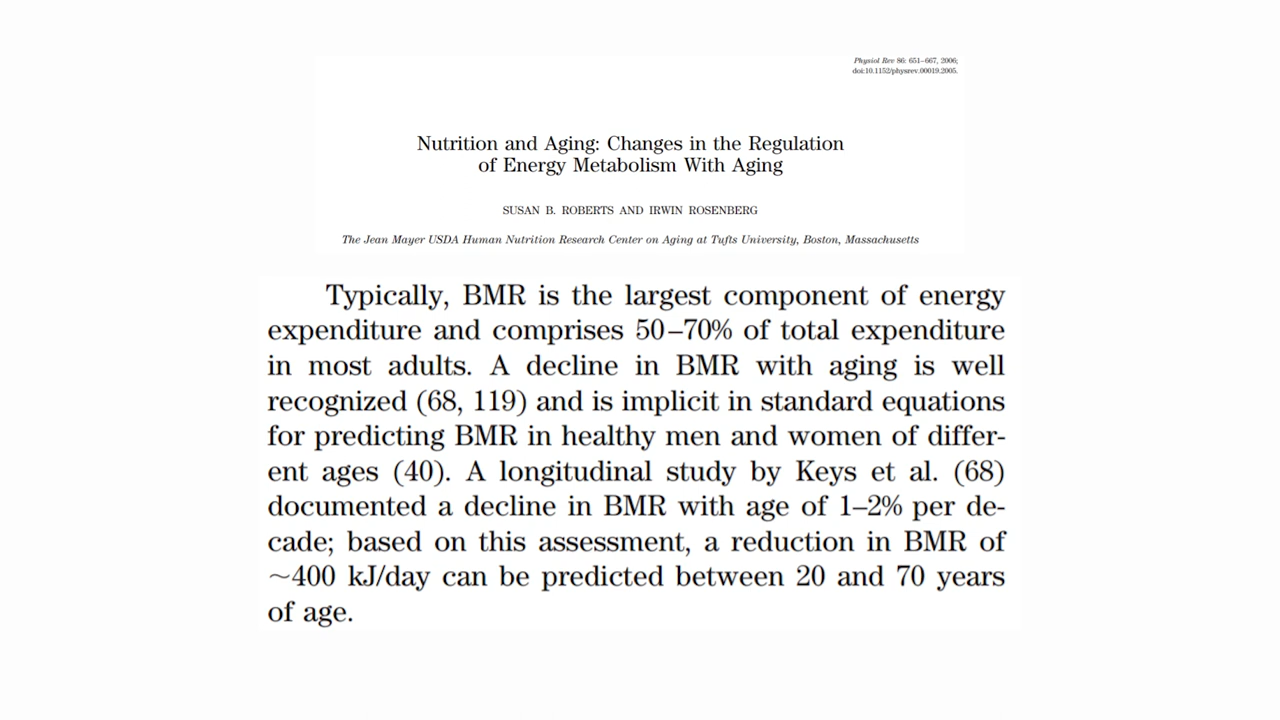 Physiol Rev 86: 651–667, 2006;
doi:10.1152/physrev.00019.2005.
Nutrition and Aging: Changes in the Regulation
of Energy Metabolism With Aging
SUSAN B. ROBERTS AND IRWIN ROSENBERG
The Jean Mayer USDA Human Nutrition Research Center on Aging at Tufts University, Boston, Massachusetts
Typically, BMR is the largest component of energy
expenditure and comprises 50–70% of total expenditure
in most adults. A decline in BMR with aging is well
recognized (68, 119) and is implicit in standard equations
for predicting BMR in healthy men and women of differ-
ent ages (40). A longitudinal study by Keys et al. (68)
documented a decline in BMR with age of 1–2% per de-
cade; based on this assessment, a reduction in BMR of
~400 kJ/day can be predicted between 20 and 70 years
of age.